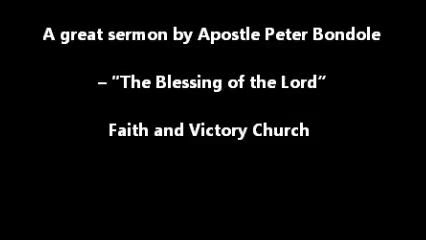 A great sermon by Apostle Peter Bondole
– "The Blessing of the Lord”
Faith and Victory Church